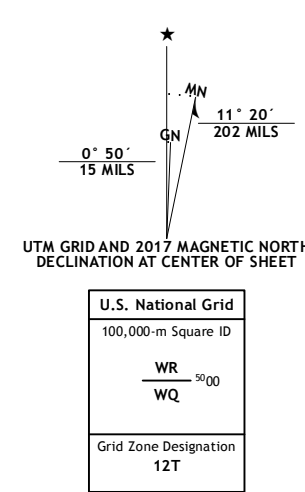 ★
MN
11° 20´
202 MILS
GN
0° 50´
15 MILS
UTM GRID AND 2017 MAGNETIC NORTH
DECLINATION AT CENTER OF SHEET
U.S. National Grid
100,000-m Square ID
WR
5000
WQ
Grid Zone Designation
12T